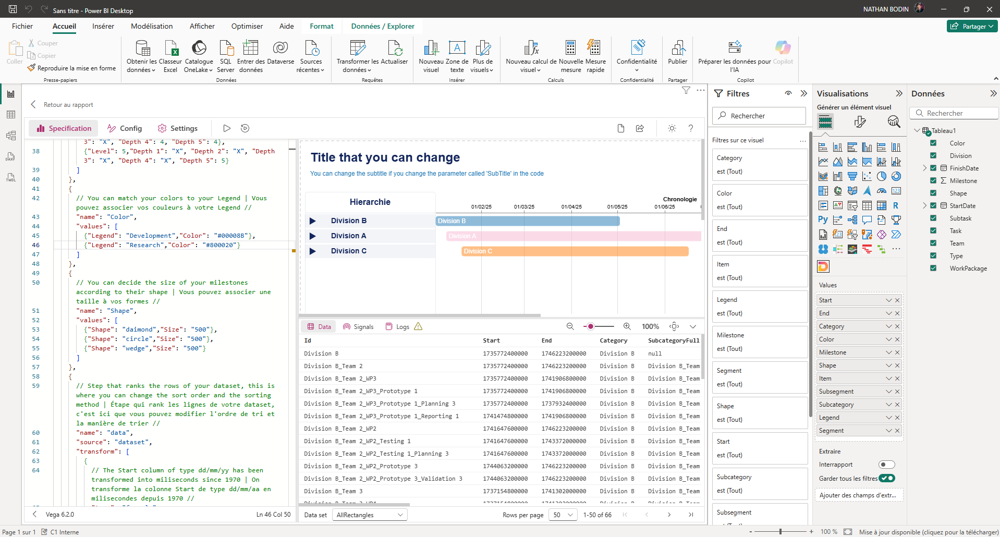 Sans titre - Power BI Desktop
NATHAN BODIN
Fichier
Accueil
Insérer
Modélisation
Afficher
Optimiser
Aide
Format
Données / Explorer
Partager
Coller
Couper
Copier
Reproduire la mise en forme
Presse-papiers
Obtenir les données
Classeur Excel
Catalogue OneLake
SQL Server
Entrer des données
Dataverse
Sources récentes
Données
Transformer les données
Actualiser
Requêtes
Nouveau visuel
Zone de texte
Plus de visuels
Insérer
Nouveau calcul de visuel
Nouvelle mesure
Mesure rapide
Calculs
Confidentialité
Confidentialité
Publier
Partager
Préparer les données pour l'IA
Copilot
Copilot
DAX
TMDL
Retour au rapport
Specification
Config
Settings
3": "X", "Depth 4": 4, "Depth 5": 4},
38 {"Level": 5,"Depth 1": "X", "Depth 2": "X", "Depth
3": "X", "Depth 4": "X", "Depth 5": 5}
39 ]
40 },
41 {
42 // You can match your colors to your Legend | Vous
pouvez associer vos couleurs à votre Legend //
43 "name": "Color",
44 "values": [
45 {"Legend": "Development","Color": "#00008B"},
46 {"Legend": "Research","Color": "#800020"}
47 ]
48 },
49 {
50 // You can decide the size of your milestones
according to their shape | Vous pouvez associer une
taille à vos formes //
51 "name": "Shape",
52 "values": [
53 {"Shape": "daimond","Size": "500"},
54 {"Shape": "circle","Size": "500"},
55 {"Shape": "wedge","Size": "500"}
56 ]
57 },
58 {
59 // Step that ranks the rows of your dataset, this is
where you can change the sort order and the sorting
method | Étape qui rank les lignes de votre dataset,
c'est ici que vous pouvez modifier l'ordre de tri et
la manière de trier //
60 "name": "data",
61 "source": "dataset",
62 "transform": [
63 {
64 // The Start column of type dd/mm/yy has been
transformed into miliseconds since 1970 | On
transforme la colonne Start de type dd/mm/aa en
milisecondes depuis 1970 //
Vega 6.2.0
Ln 46 Col 50
Title that you can change
You can change the subtitle if you change the parameter called 'SubTitle' in the code
Hierarchie
Chronologie
01/02/25 01/03/25 01/04/25 01/05/25 01/06/25
Division B
Division B
Division A
Division A
Division C
Division C
Data
Signals
Logs
100%
Id Start End Category SubcategoryFull
Division B 1735772400000 1746223200000 Division B null
Division B_Team 2 1735772400000 1746223200000 Division B Division B_Team
Division B_Team 2_WP3 1735772400000 1741906800000 Division B Division B_Team
Division B_Team 2_WP3_Prototype 1 1735772400000 1741906800000 Division B Division B_Team
Division B_Team 2_WP3_Prototype 1_Planning 3 1735772400000 1737932400000 Division B Division B_Team
Division B_Team 2_WP3_Prototype 1_Reporting 1 1741474800000 1741906800000 Division B Division B_Team
Division B_Team 2_WP2 1741647600000 1746223200000 Division B Division B_Team
Division B_Team 2_WP2_Testing 1 1741647600000 1743372000000 Division B Division B_Team
Division B_Team 2_WP2_Testing 1_Planning 3 1741647600000 1743372000000 Division B Division B_Team
Division B_Team 2_WP2_Prototype 3 1744063200000 1746223200000 Division B Division B_Team
Division B_Team 2_WP2_Prototype 3_Validation 3 1744063200000 1746223200000 Division B Division B_Team
Division B_Team 3 1737154800000 1741302000000 Division B Division B_Team
Data set
AllRectangles
Rows per page
50
1-50 of 66
Filtres
Rechercher
Filtres sur ce visuel
Category
est (Tout)
Color
est (Tout)
End
est (Tout)
Item
est (Tout)
Legend
est (Tout)
Milestone
est (Tout)
Segment
est (Tout)
Shape
est (Tout)
Start
est (Tout)
Subcategory
est (Tout)
Subsegment
Visualisations
Générer un élément visuel
123
R
Py
Values
Start
End
Category
Color
Milestone
Shape
Item
Subsegment
Subcategory
Legend
Segment
Extraire
Interrapport
Garder tous les filtres
Ajouter des champs d'extr...
Données
Rechercher
Tableau1
Color
Division
FinishDate
Milestone
Shape
StartDate
Subtask
Task
Team
Type
WorkPackage
Page 1 sur 1
C1 Interne
100 %
Mise à jour disponible (cliquez pour la télécharger)